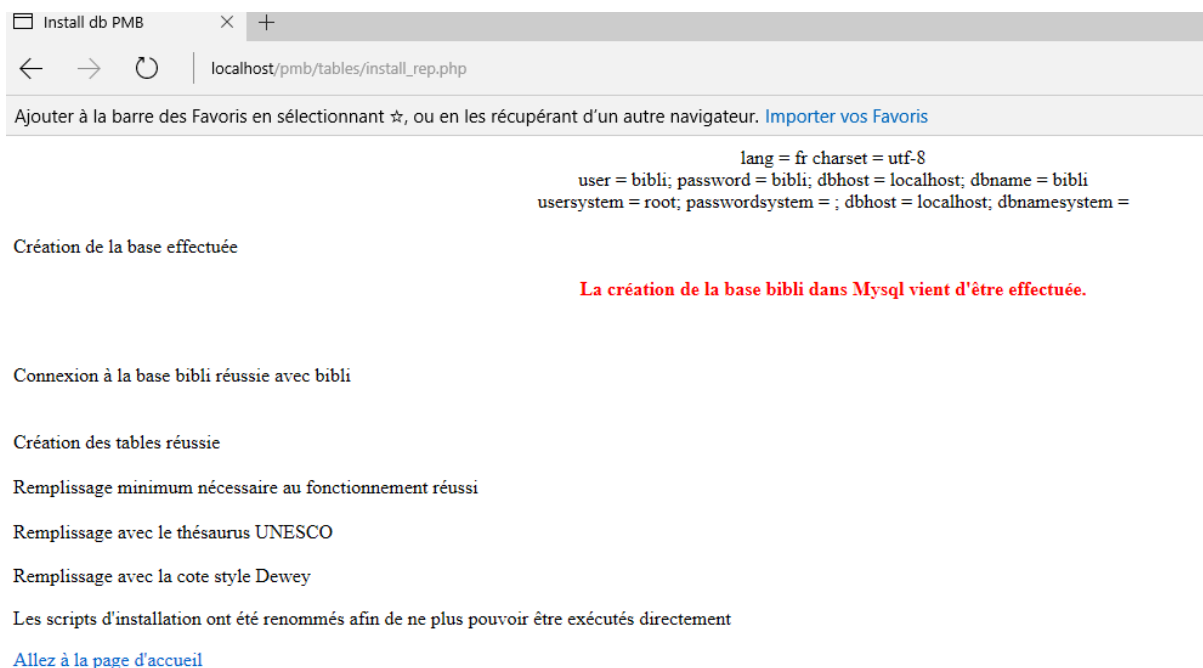 Install db PMB
localhost/pmb/tables/install_rep.php
Ajouter à la barre des Favoris en sélectionnant ☆, ou en les récupérant d'un autre navigateur. Importer vos Favoris
lang = fr charset = utf-8
user = bibli; password = bibli; dbhost = localhost; dbname = bibli
usersystem = root; passwordsystem = ; dbhost = localhost; dbnamesystem =
Création de la base effectuée
La création de la base bibli dans Mysql vient d'être effectuée.
Connexion à la base bibli réussie avec bibli
Création des tables réussie
Remplissage minimum nécessaire au fonctionnement réussi
Remplissage avec le thésaurus UNESCO
Remplissage avec la cote style Dewey
Les scripts d'installation ont été renommés afin de ne plus pouvoir être exécutés directement
Allez à la page d'accueil